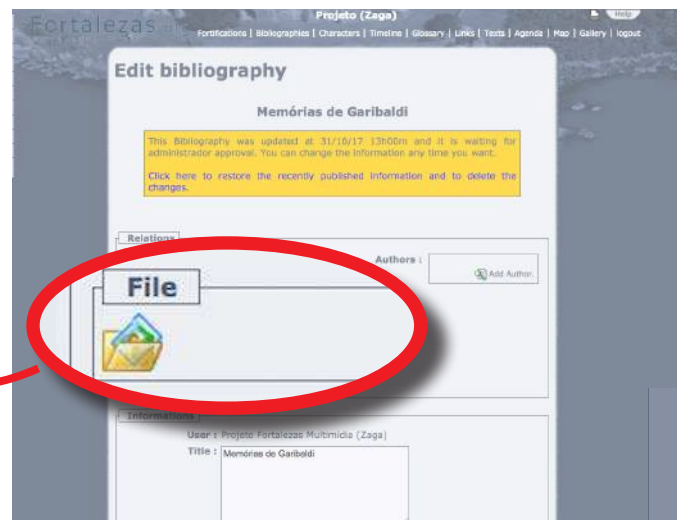 Projeto (Zaga)
Help
Fortalezas
Fortifications | Bibliographies | Characters | Timeline | Glossary | Links | Texts | Agenda | Map | Gallery | logout
Edit bibliography
Memórias de Garibaldi
This Bibliography was updated at 31/10/17 13h00m and it is waiting for
administrador approval. You can change the information any time you want.
Click here to restore the recently published information and to delete the
changes.
Relations
Authors :
Add Author.
File
Informations
User : Projeto Fortalezas Multimídia (Zaga)
Title : Memórias de Garibaldi